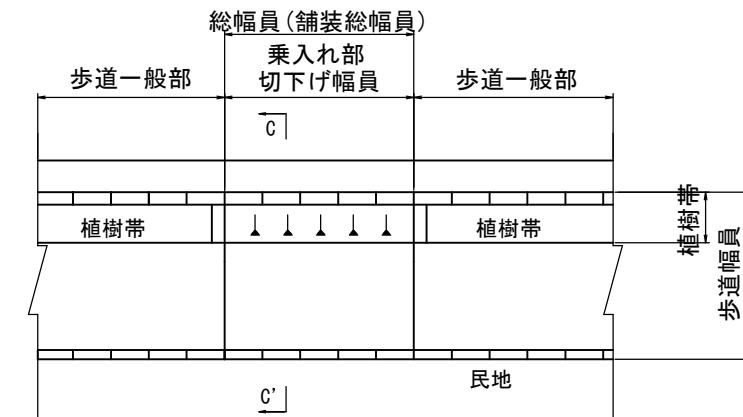 総幅員(舗装総幅員)
乗入れ部
切下げ幅員
歩道一般部
歩道一般部
C
植樹帯
植樹帯
植樹帯
歩道幅員
民地
C'